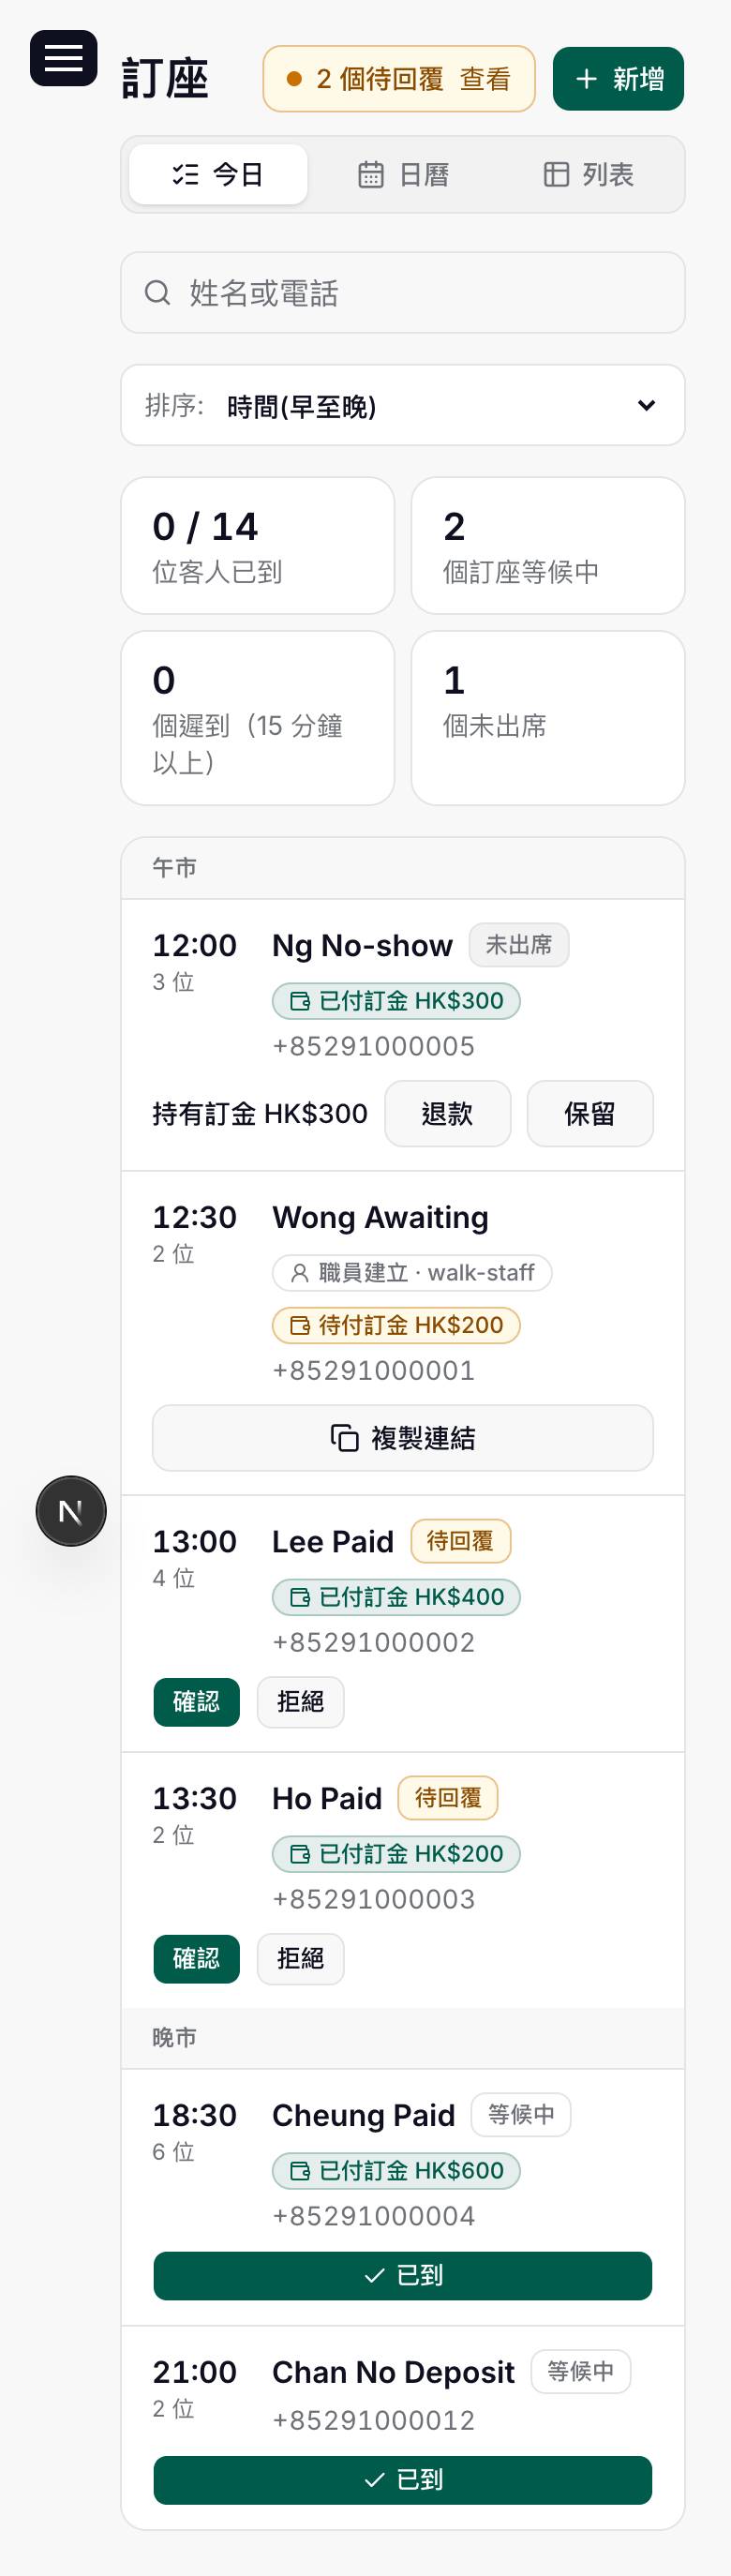 訂座
2 個待回覆 查看
新增
今日
日曆
列表
姓名或電話
排序: 時間(早至晚)
0 / 14
位客人已到
2
個訂座等候中
0
個遲到（15 分鐘
以上）
1
個未出席
午市
12:00 Ng No-show 未出席
3 位
已付訂金 HK$300
+85291000005
持有訂金 HK$300 退款 保留
12:30 Wong Awaiting
2 位
職員建立 · walk-staff
待付訂金 HK$200
+85291000001
複製連結
N
13:00 Lee Paid 待回覆
4 位
已付訂金 HK$400
+85291000002
確認 拒絕
13:30 Ho Paid 待回覆
2 位
已付訂金 HK$200
+85291000003
確認 拒絕
晚市
18:30 Cheung Paid 等候中
6 位
已付訂金 HK$600
+85291000004
已到
21:00 Chan No Deposit 等候中
2 位
+85291000012
已到